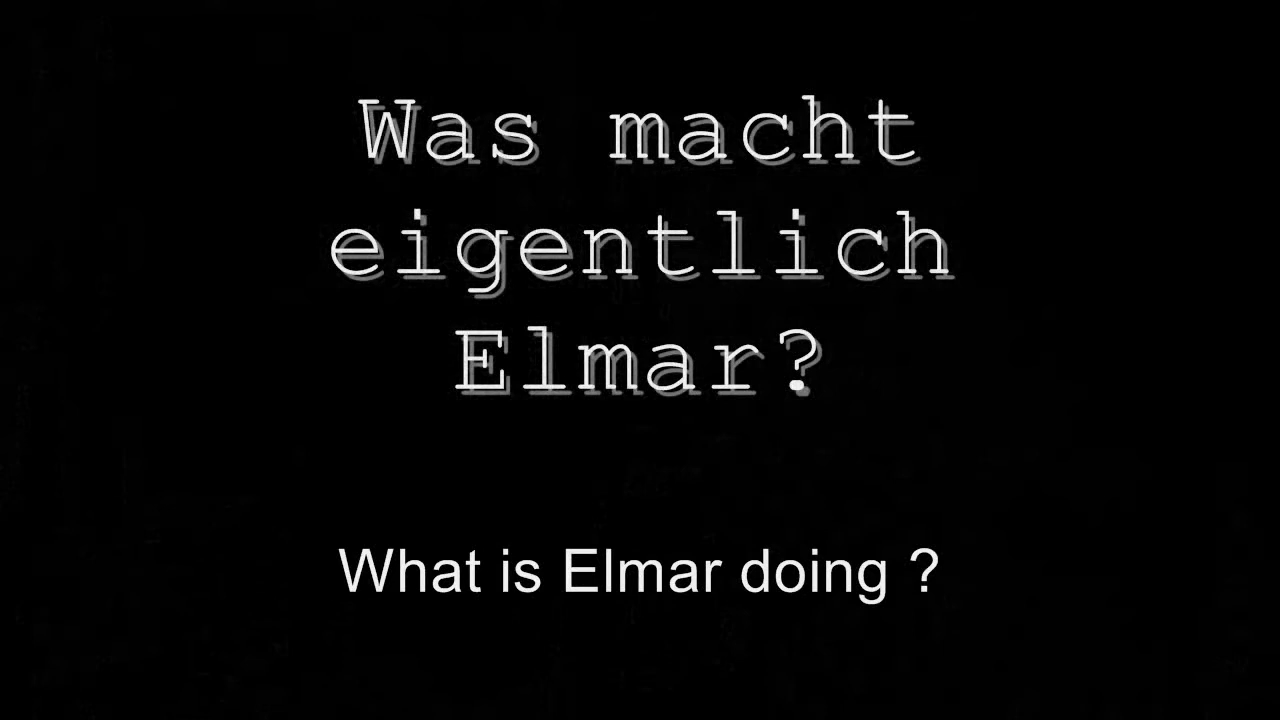 Was macht
eigentlich
Elmar?
What is Elmar doing ?